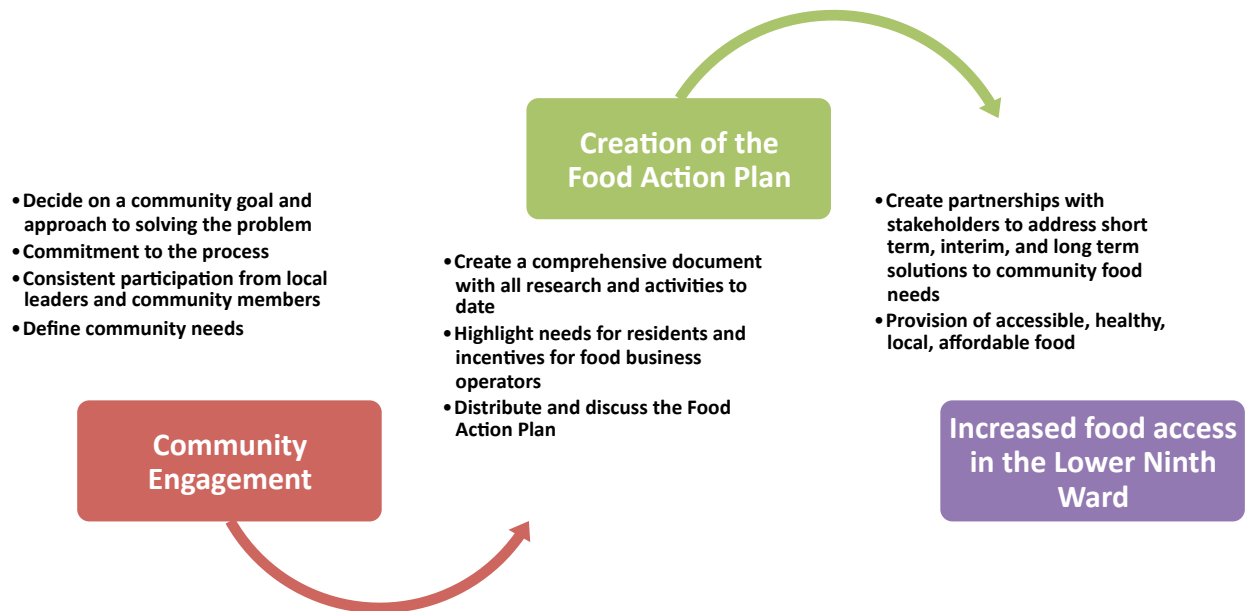 •Decide on a community goal and
approach to solving the problem
•Commitment to the process
•Consistent participation from local
leaders and community members
•Define community needs
Community
Engagement
Creation of the
Food Action Plan
•Create a comprehensive document
with all research and activities to
date
•Highlight needs for residents and
incentives for food business
operators
•Distribute and discuss the Food
Action Plan
•Create partnerships with
stakeholders to address short
term, interim, and long term
solutions to community food
needs
•Provision of accessible, healthy,
local, affordable food
Increased food access
in the Lower Ninth
Ward